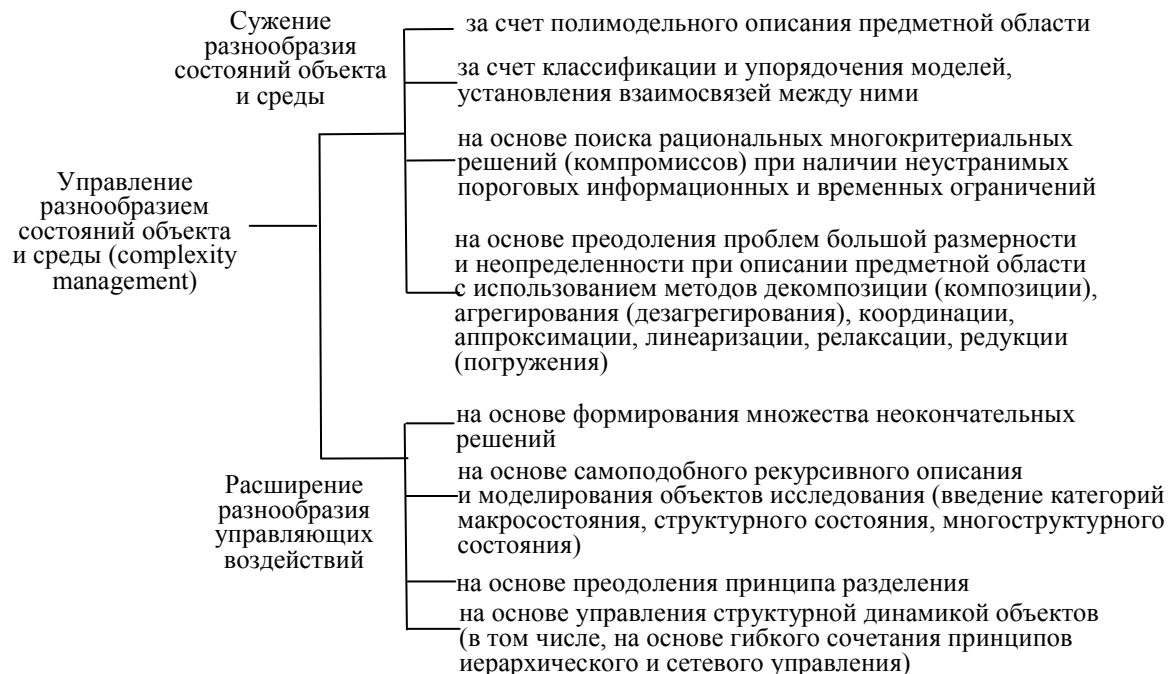 Сужение
разнообразия
состояний объекта
и среды
за счет полимодельного описания предметной области
за счет классификации и упорядочения моделей,
установления взаимосвязей между ними
на основе поиска рациональных многокритериальных
решений (компромиссов) при наличии неустранимых
пороговых информационных и временных ограничений
на основе преодоления проблем большой размерности
и неопределенности при описании предметной области
с использованием методов декомпозиции (композиции),
агрегирования (дезагрегирования), координации,
аппроксимации, линеаризации, релаксации, редукции
(погружения)
Управление
разнообразием
состояний объекта
и среды (complexity
management)
Расширение
разнообразия
управляющих
воздействий
на основе формирования множества неокончательных
решений
на основе самоподобного рекурсивного описания
и моделирования объектов исследования (введение категорий
макросостояния, структурного состояния, многоструктурного
состояния)
на основе преодоления принципа разделения
на основе управления структурной динамикой объектов
(в том числе, на основе гибкого сочетания принципов
иерархического и сетевого управления)